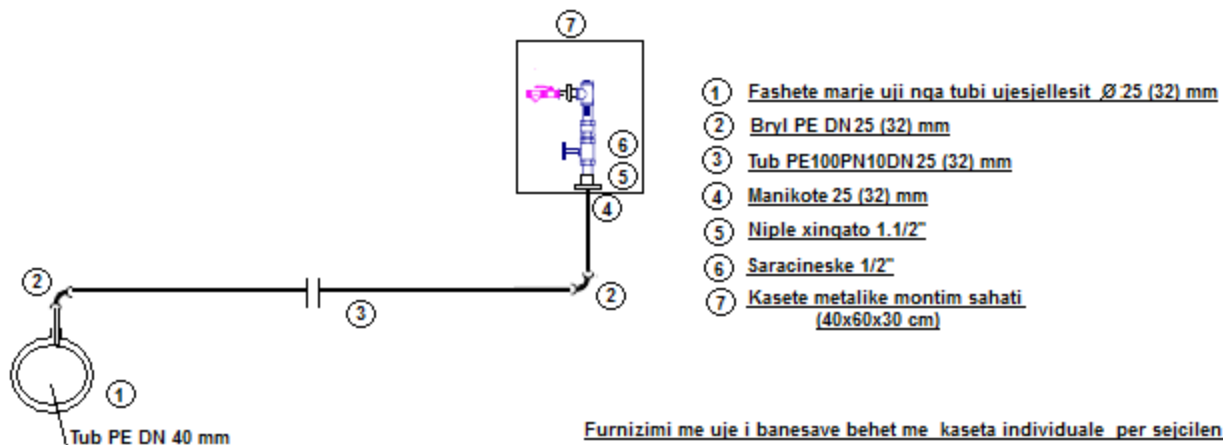 7
1 Fashete marje uji nga tubi ujesjellesit Ø 25 (32) mm
2 Bryl PE DN 25 (32) mm
3 Tub PE100PN10DN 25 (32) mm
4 Manikote 25 (32) mm
5 Niple xingato 1.1/2"
6 Saracineske 1/2"
7 Kasete metalike montim sahati
(40x60x30 cm)
6
5
4
2
2
3
1
Tub PE DN 40 mm
Furnizimi me uje i banesave behet me kaseta individuale per sejcilen